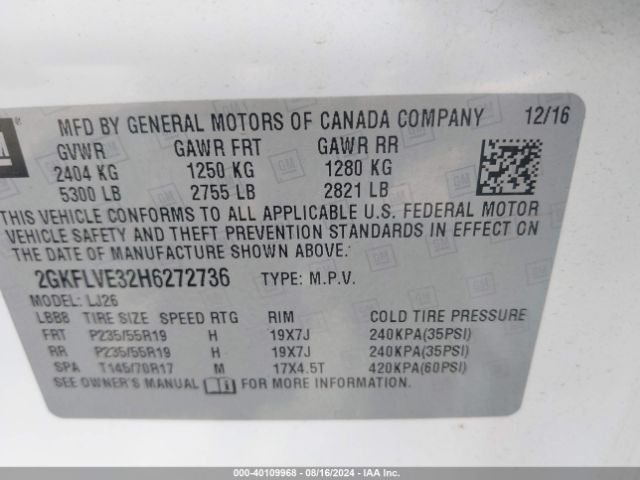 GM
MFD BY GENERAL MOTORS OF CANADA COMPANY 12/16
GVWR GAWR FRT GAWR RR
2404 KG 1250 KG 1280 KG
5300 LB 2755 LB 2821 LB
THIS VEHICLE CONFORMS TO ALL APPLICABLE U.S. FEDERAL MOTOR
VEHICLE SAFETY AND THEFT PREVENTION STANDARDS IN EFFECT ON
THE DATE OF MANUFACTURE SHOWN ABOVE.
2GKFLVE32H6272736 TYPE: M.P.V.
MODEL: LJ26
LBBB TIRE SIZE SPEED RTG RIM COLD TIRE PRESSURE
FRT P235/55R19 H 19X7J 240KPA(35PSI)
RR P235/55R19 H 19X7J 240KPA(35PSI)
SPA T145/70R17 M 17X4.5T 420KPA(60PSI)
SEE OWNER'S MANUAL FOR MORE INFORMATION.
000-40109968 - 08/16/2024 - IAAI.com